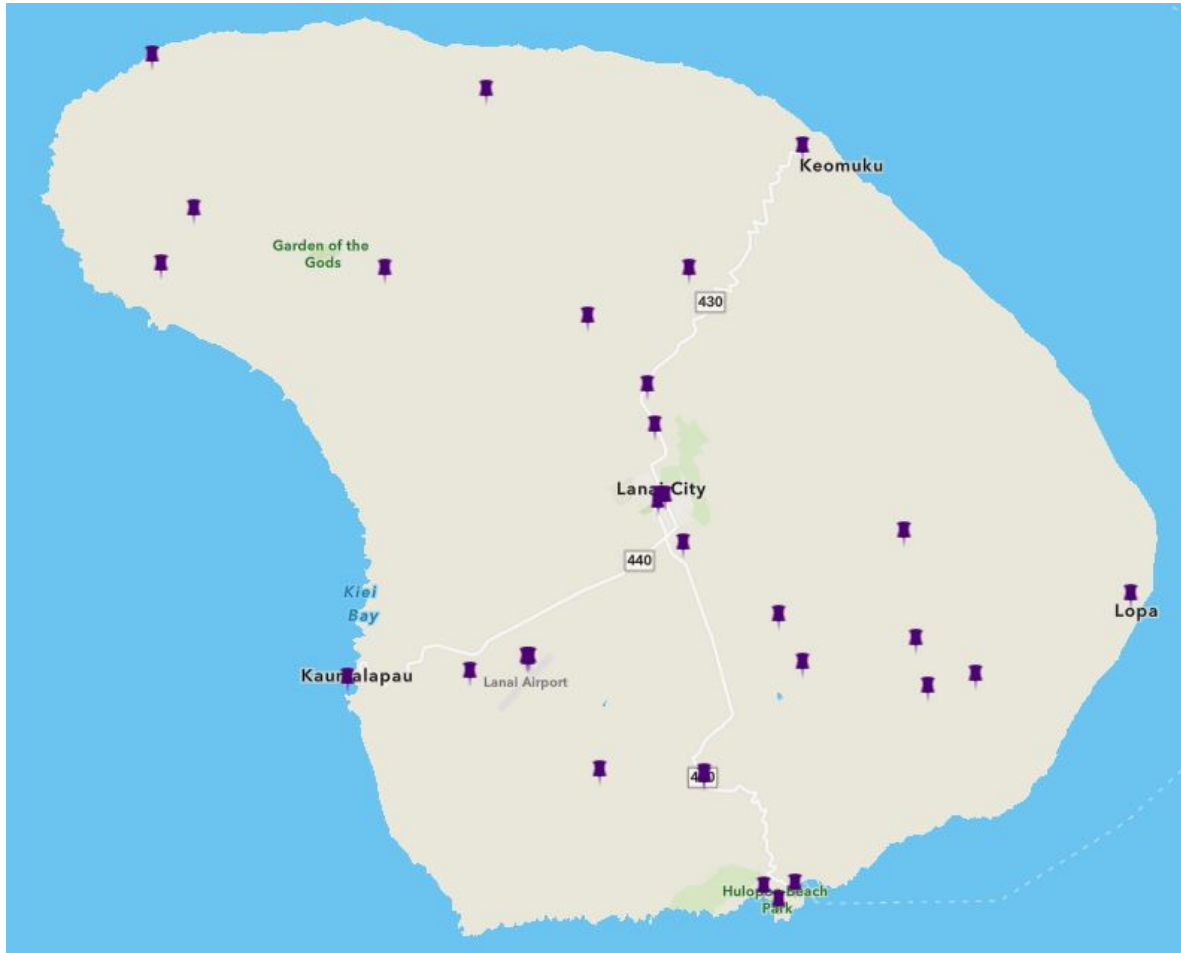 Keomuku
Garden of the
Gods
430
Lanai City
440
Kiei
Bay
Lopa
Kaumalapau
Lanai Airport
Hulopoe Beach
Park